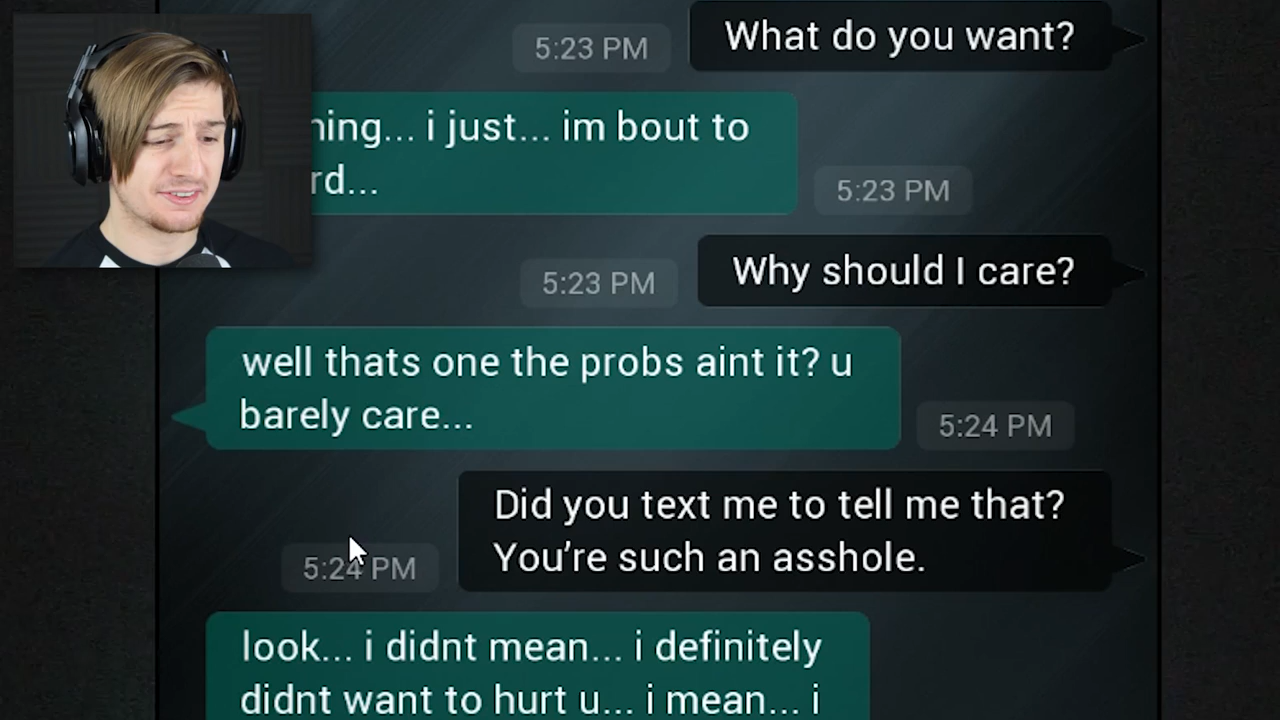 What do you want?
5:23 PM
ning... i just... im bout to
rd...
5:23 PM
Why should I care?
5:23 PM
well thats one the probs aint it? u
barely care...
5:24 PM
Did you text me to tell me that?
You’re such an asshole.
5:24 PM
look... i didnt mean... i definitely
didnt want to hurt u... i mean... i